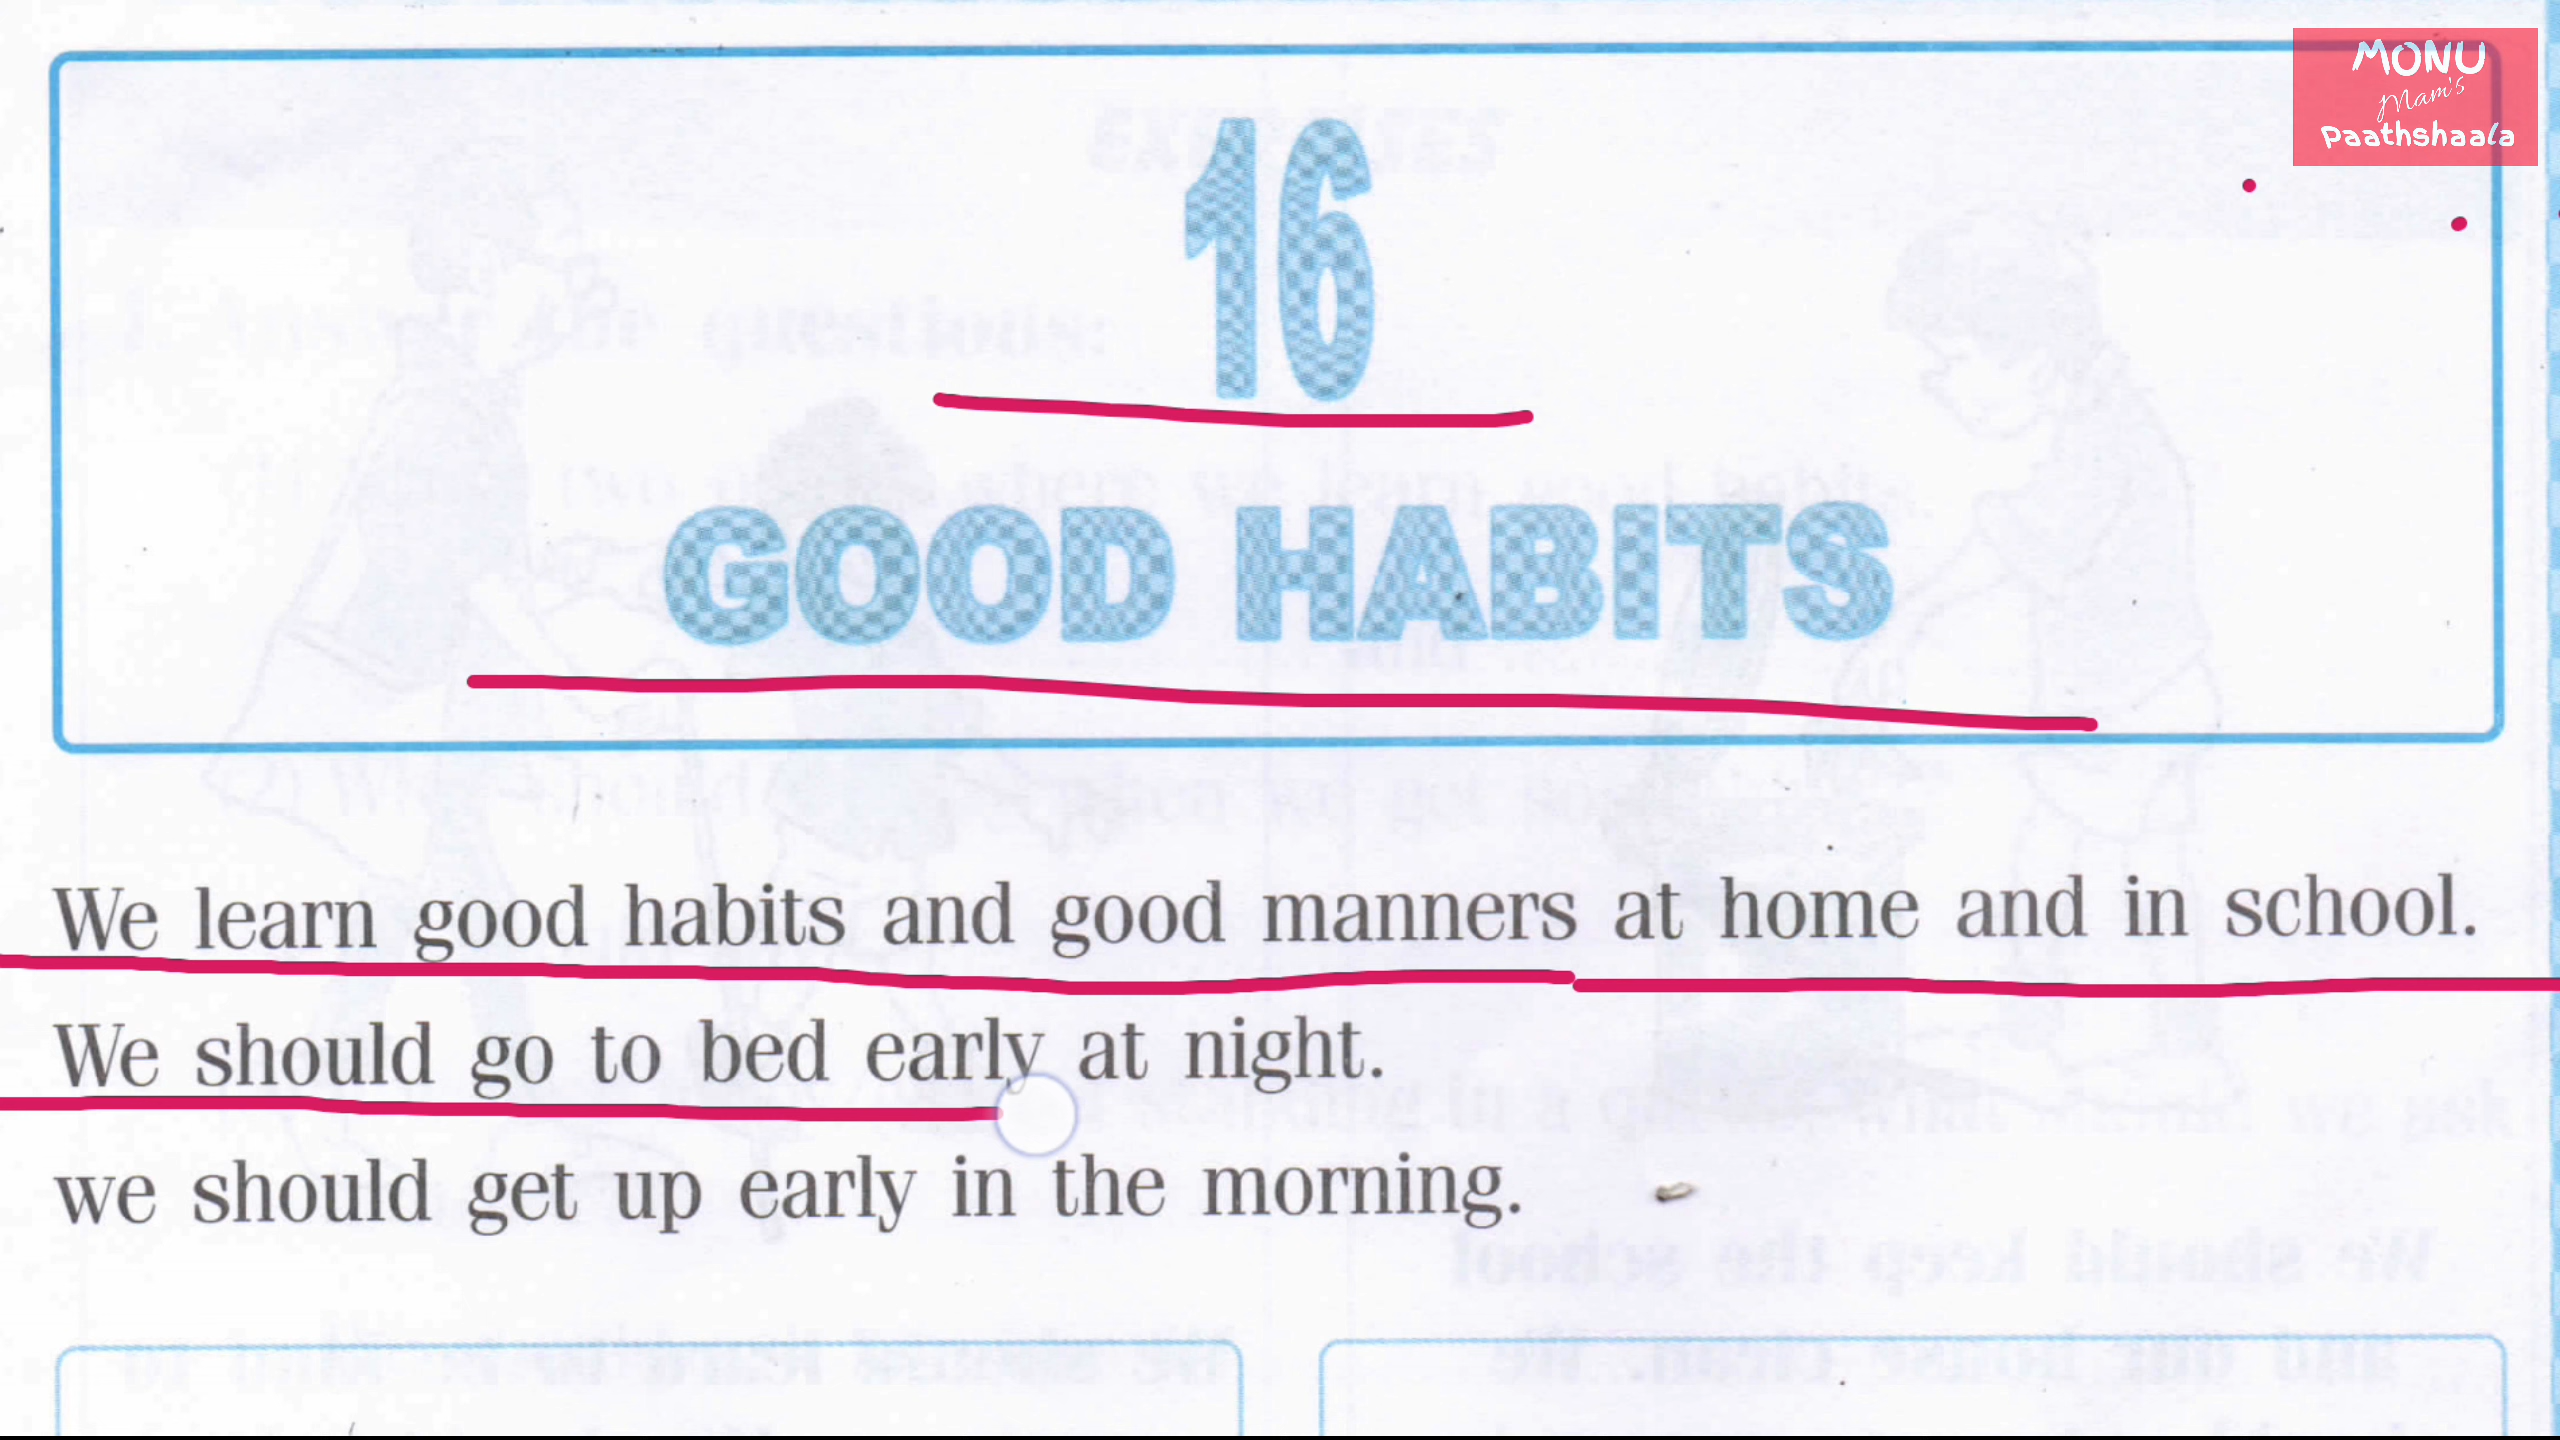 MONU
Mam's
Paathshaala
16
GOOD HABITS
We learn good habits and good manners at home and in school.
We should go to bed early at night.
we should get up early in the morning.